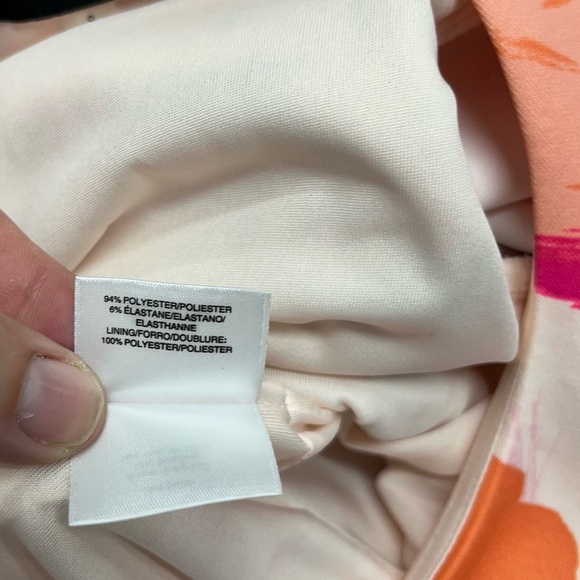 94% POLYESTER/POLIESTER
6% ÉLASTANE/ELASTANO/
ELASTHANNE
LINING/FORRO/DOUBLURE:
100% POLYESTER/POLIESTER